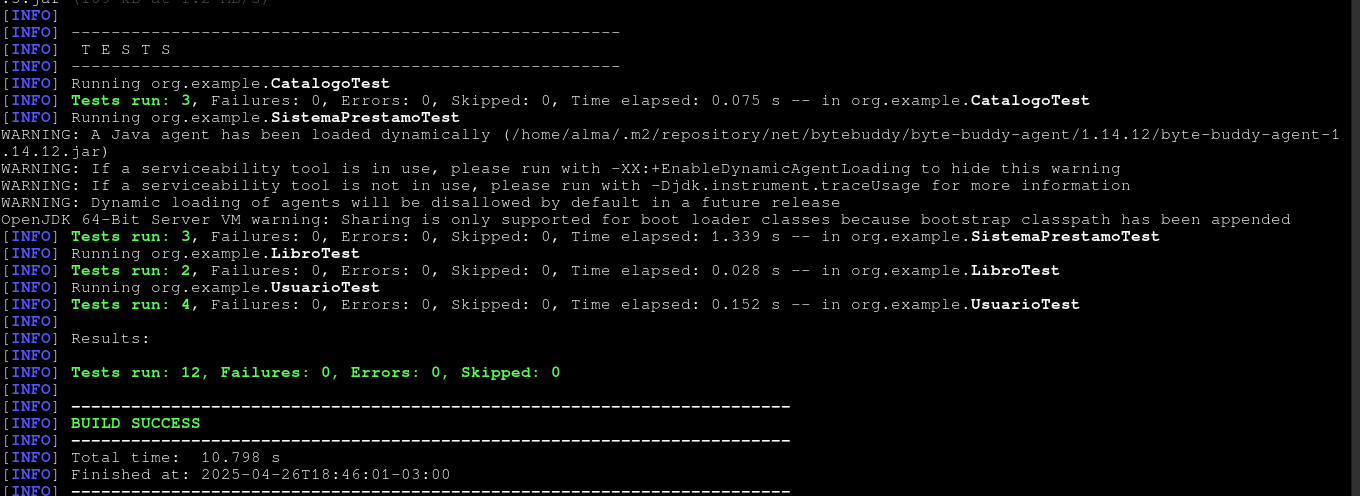 .3.jar (169 kB at 1.2 MB/s)
[INFO]
[INFO] -------------------------------------------------------
[INFO]  T E S T S
[INFO] -------------------------------------------------------
[INFO] Running org.example.CatalogoTest
[INFO] Tests run: 3, Failures: 0, Errors: 0, Skipped: 0, Time elapsed: 0.075 s -- in org.example.CatalogoTest
[INFO] Running org.example.SistemaPrestamoTest
WARNING: A Java agent has been loaded dynamically (/home/alma/.m2/repository/net/bytebuddy/byte-buddy-agent/1.14.12/byte-buddy-agent-1
.14.12.jar)
WARNING: If a serviceability tool is in use, please run with -XX:+EnableDynamicAgentLoading to hide this warning
WARNING: If a serviceability tool is not in use, please run with -Djdk.instrument.traceUsage for more information
WARNING: Dynamic loading of agents will be disallowed by default in a future release
OpenJDK 64-Bit Server VM warning: Sharing is only supported for boot loader classes because bootstrap classpath has been appended
[INFO] Tests run: 3, Failures: 0, Errors: 0, Skipped: 0, Time elapsed: 1.339 s -- in org.example.SistemaPrestamoTest
[INFO] Running org.example.LibroTest
[INFO] Tests run: 2, Failures: 0, Errors: 0, Skipped: 0, Time elapsed: 0.028 s -- in org.example.LibroTest
[INFO] Running org.example.UsuarioTest
[INFO] Tests run: 4, Failures: 0, Errors: 0, Skipped: 0, Time elapsed: 0.152 s -- in org.example.UsuarioTest
[INFO]
[INFO] Results:
[INFO]
[INFO] Tests run: 12, Failures: 0, Errors: 0, Skipped: 0
[INFO]
[INFO] ------------------------------------------------------------------------
[INFO] BUILD SUCCESS
[INFO] ------------------------------------------------------------------------
[INFO] Total time:  10.798 s
[INFO] Finished at: 2025-04-26T18:46:01-03:00
[INFO] ------------------------------------------------------------------------